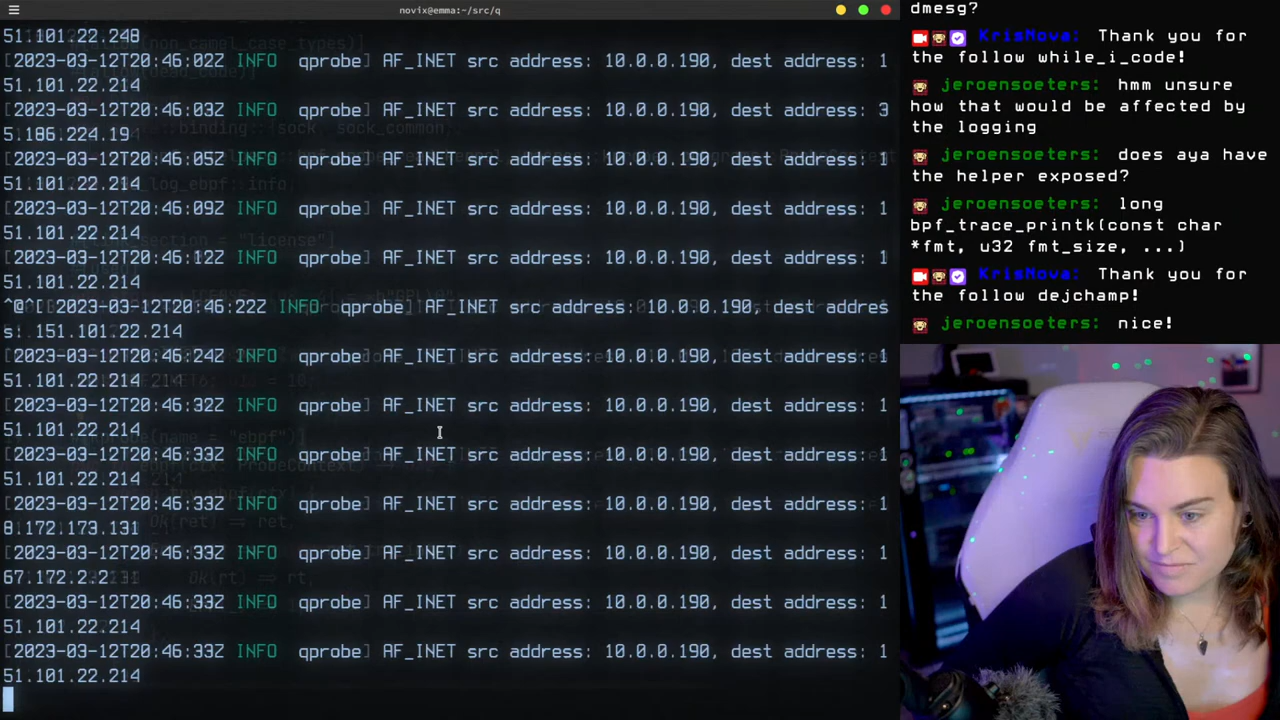 novix@emma:~/src/q
51.101.22.248
[2023-03-12T20:46:02Z INFO  qprobe] AF_INET src address: 10.0.0.190, dest address: 1
51.101.22.214
[2023-03-12T20:46:03Z INFO  qprobe] AF_INET src address: 10.0.0.190, dest address: 3
5.186.224.194
[2023-03-12T20:46:05Z INFO  qprobe] AF_INET src address: 10.0.0.190, dest address: 1
51.101.22.214
[2023-03-12T20:46:09Z INFO  qprobe] AF_INET src address: 10.0.0.190, dest address: 1
51.101.22.214
[2023-03-12T20:46:12Z INFO  qprobe] AF_INET src address: 10.0.0.190, dest address: 1
51.101.22.214
^@^[[2023-03-12T20:46:22Z INFO  qprobe] AF_INET src address: 10.0.0.190, dest addres
s: 151.101.22.214
[2023-03-12T20:46:24Z INFO  qprobe] AF_INET src address: 10.0.0.190, dest address: 1
51.101.22.214
[2023-03-12T20:46:32Z INFO  qprobe] AF_INET src address: 10.0.0.190, dest address: 1
51.101.22.214
[2023-03-12T20:46:33Z INFO  qprobe] AF_INET src address: 10.0.0.190, dest address: 1
51.101.22.214
[2023-03-12T20:46:33Z INFO  qprobe] AF_INET src address: 10.0.0.190, dest address: 1
8.172.173.131
[2023-03-12T20:46:33Z INFO  qprobe] AF_INET src address: 10.0.0.190, dest address: 1
67.172.2.2
[2023-03-12T20:46:33Z INFO  qprobe] AF_INET src address: 10.0.0.190, dest address: 1
51.101.22.214
[2023-03-12T20:46:33Z INFO  qprobe] AF_INET src address: 10.0.0.190, dest address: 1
51.101.22.214
dmesg?
KrisNova: Thank you for
the follow while_i_code!
jeroensoeters: hmm unsure
how that would be affected by
the logging
jeroensoeters: does aya have
the helper exposed?
jeroensoeters: long
bpf_trace_printk(const char
*fmt, u32 fmt_size, ...)
KrisNova: Thank you for
the follow dejchamp!
jeroensoeters: nice!